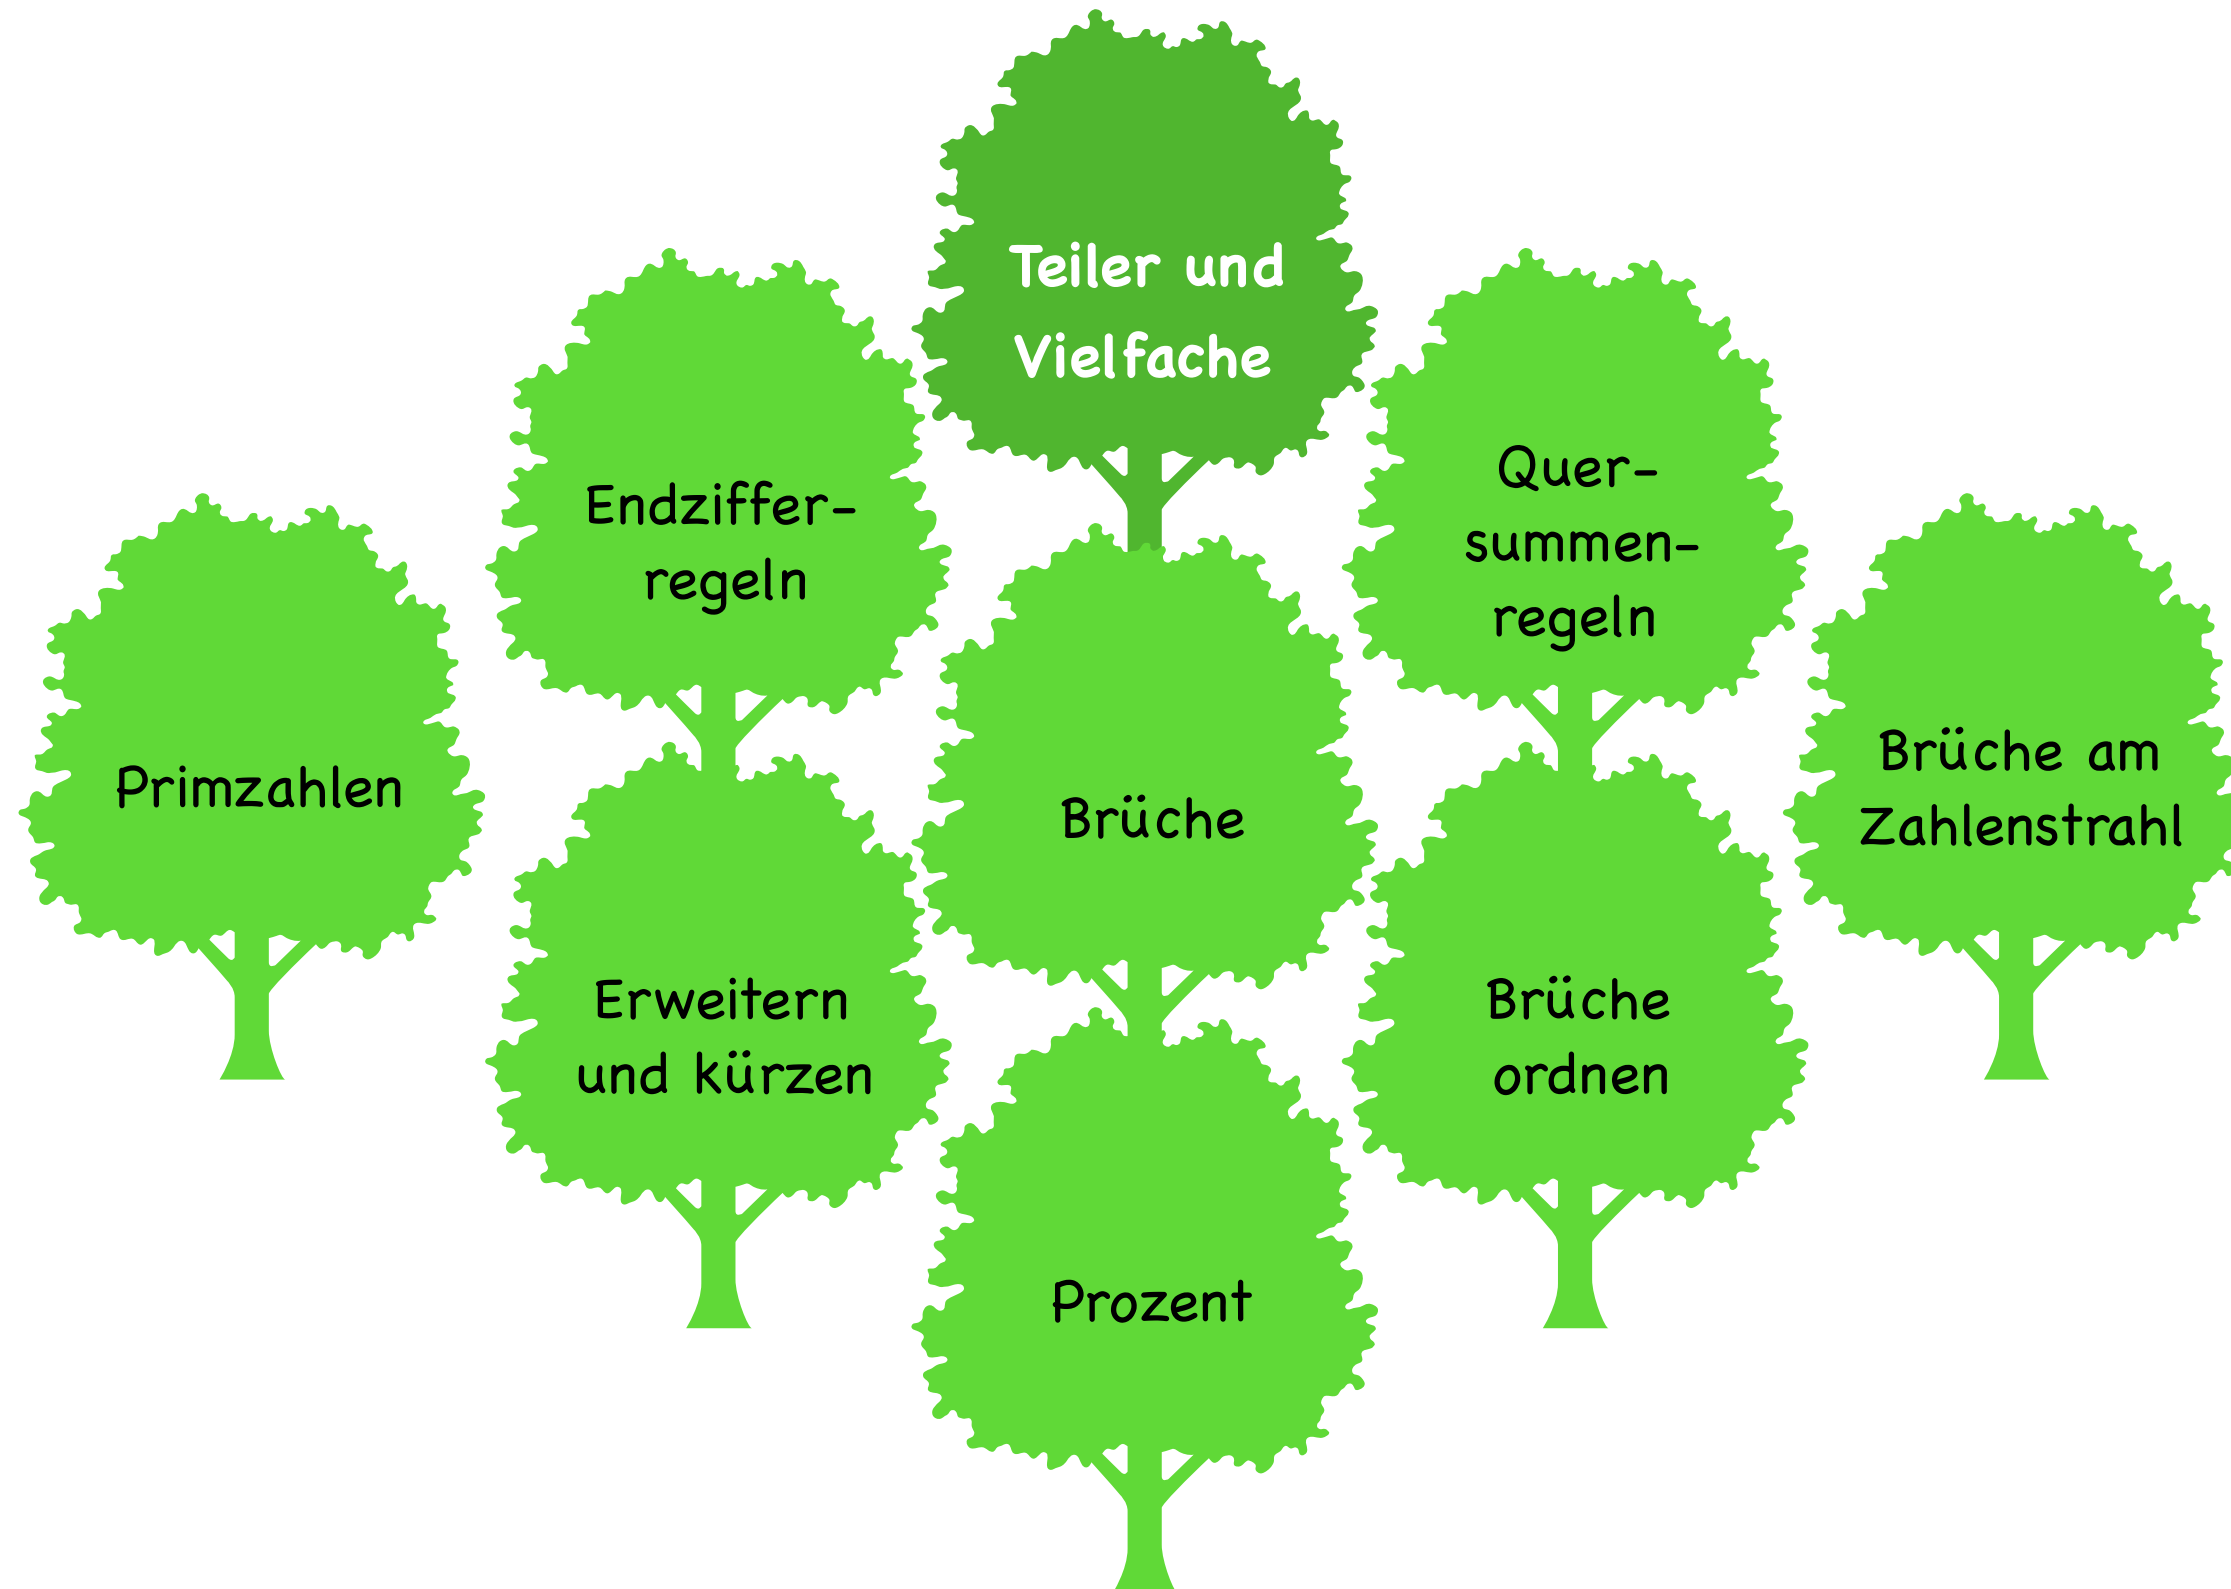 Teiler und
Vielfache
Endziffer-
regeln
Quer-
summen-
regeln
Primzahlen
Brüche
Brüche am
Zahlenstrahl
Erweitern
und kürzen
Brüche
ordnen
Prozent